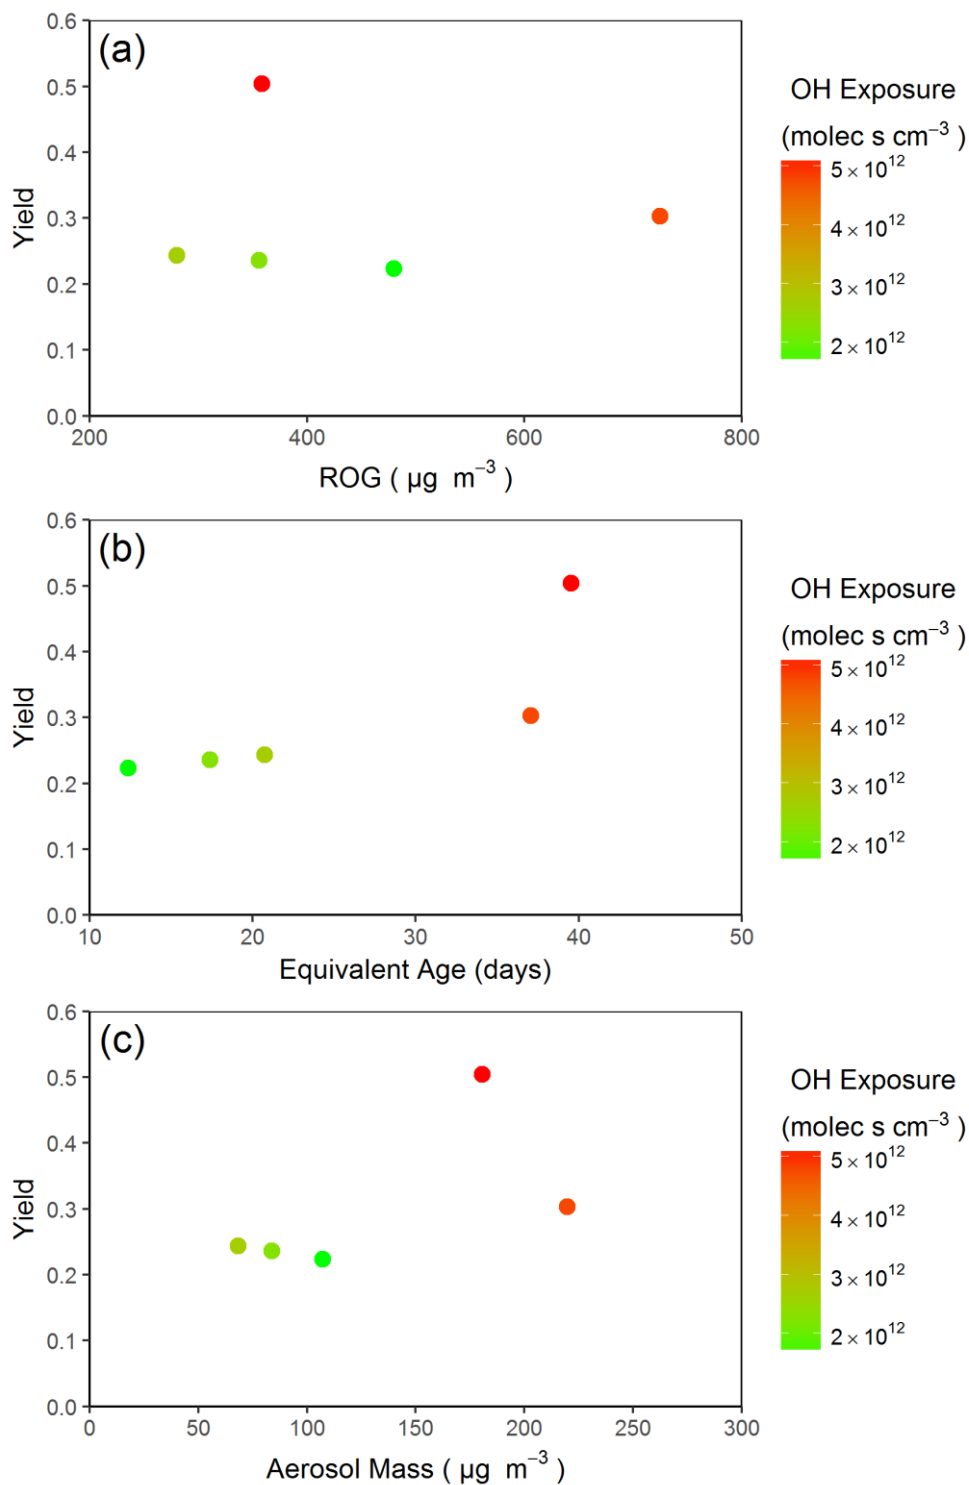 (a)
0.6
0.5
0.4
0.3
0.2
0.1
0.0
Yield
200 400 600 800
ROG ( µg m⁻³ )
OH Exposure
(molec s cm⁻³ )
5 × 10¹²
4 × 10¹²
3 × 10¹²
2 × 10¹²
(b)
0.6
0.5
0.4
0.3
0.2
0.1
0.0
Yield
10 20 30 40 50
Equivalent Age (days)
OH Exposure
(molec s cm⁻³ )
5 × 10¹²
4 × 10¹²
3 × 10¹²
2 × 10¹²
(c)
0.6
0.5
0.4
0.3
0.2
0.1
0.0
Yield
0 50 100 150 200 250 300
Aerosol Mass ( µg m⁻³ )
OH Exposure
(molec s cm⁻³ )
5 × 10¹²
4 × 10¹²
3 × 10¹²
2 × 10¹²